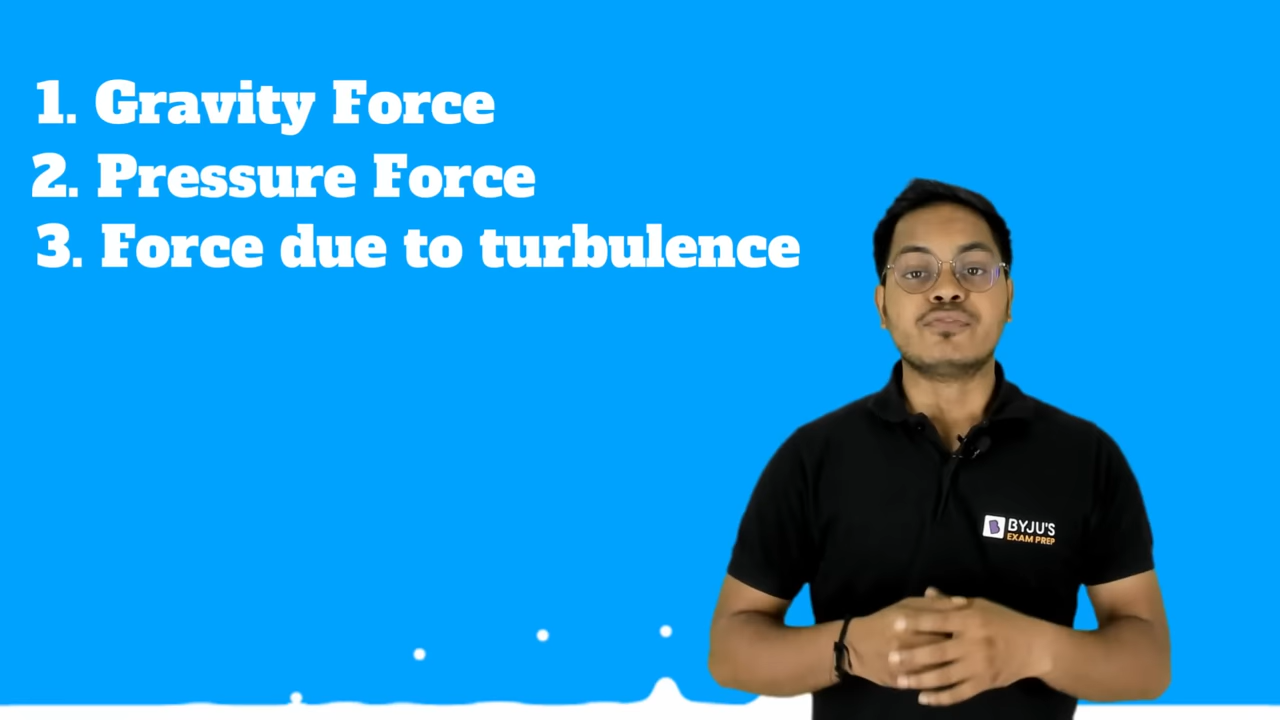 1. Gravity Force
2. Pressure Force
3. Force due to turbulence
BYJU'S
EXAM PREP